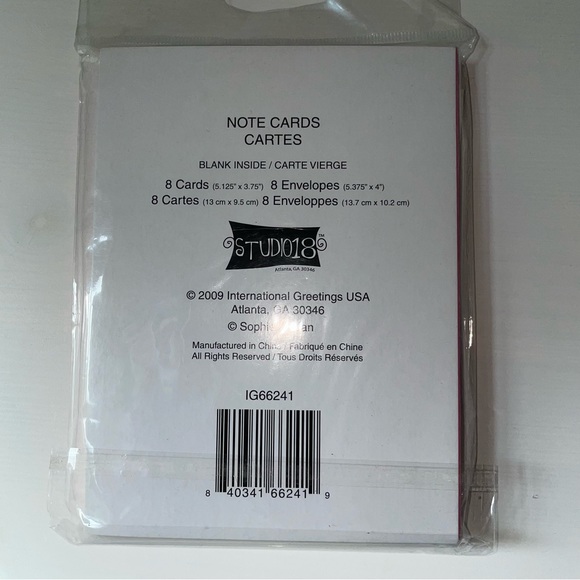 NOTE CARDS
CARTES
BLANK INSIDE / CARTE VIERGE
8 Cards (5.125" x 3.75") 8 Envelopes (5.375" x 4")
8 Cartes (13 cm x 9.5 cm) 8 Enveloppes (13.7 cm x 10.2 cm)
STUDIO18™
Atlanta, GA 30346
© 2009 International Greetings USA
Atlanta, GA 30346
©
Manufactured in China / Fabriqué en Chine
All Rights Reserved / Tous Droits Réservés
IG66241
8 40341 66241 9